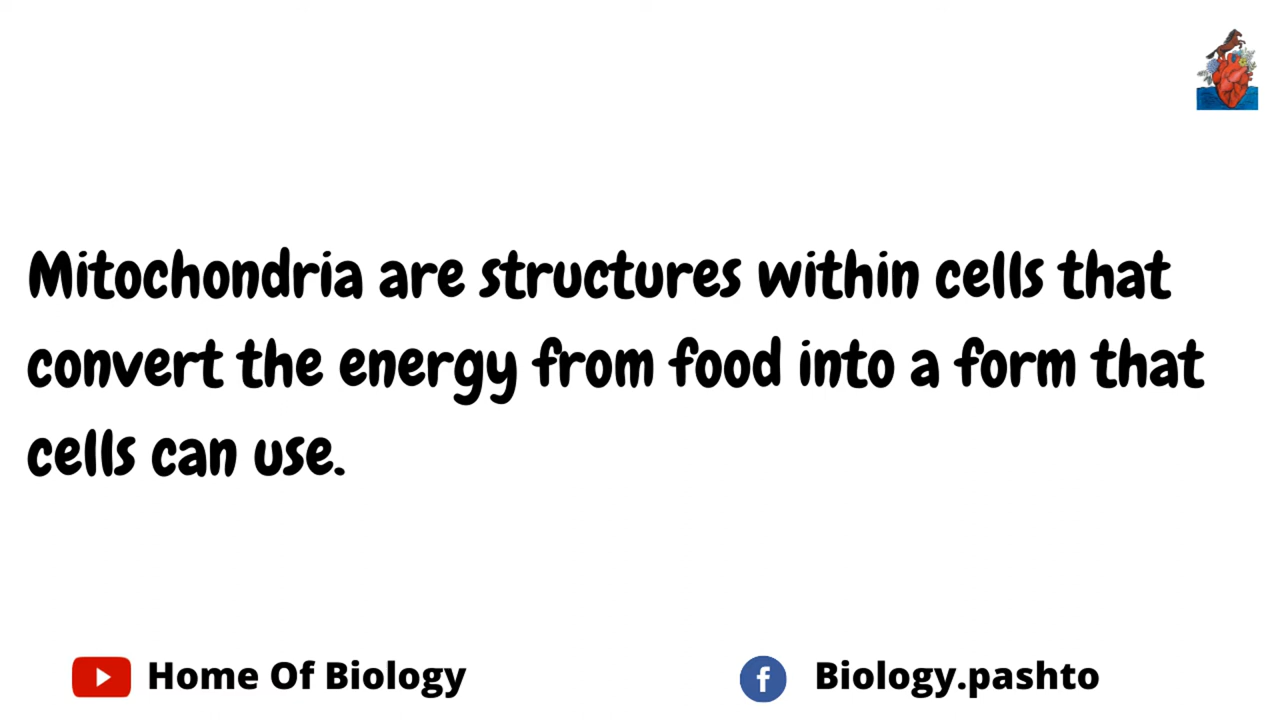 Mitochondria are structures within cells that
convert the energy from food into a form that
cells can use.
Home Of Biology
Biology.pashto